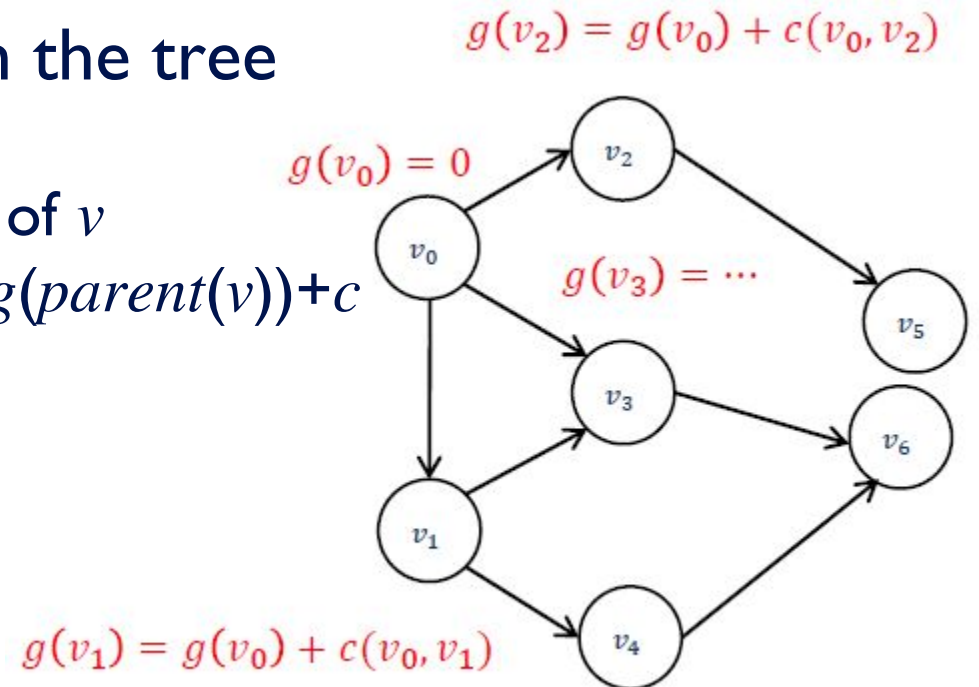 n the tree
of v
g(parent(v))+c
g(v₂) = g(v₀) + c(v₀, v₂)
g(v₀) = 0
v₂
v₀
g(v₃) = ⋯
v₅
v₃
v₆
v₁
v₄
g(v₁) = g(v₀) + c(v₀, v₁)